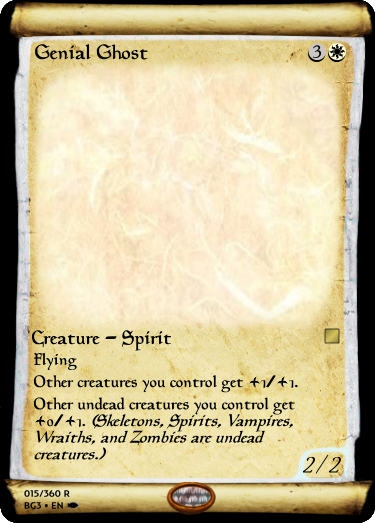 Genial Ghost 3
Creature – Spirit
Flying
Other creatures you control get +1/+1.
Other undead creatures you control get
+0/+1. (Skeletons, Spirits, Vampires,
Wraiths, and Zombies are undead
creatures.)
2/2
015/360 R
BG3 • EN